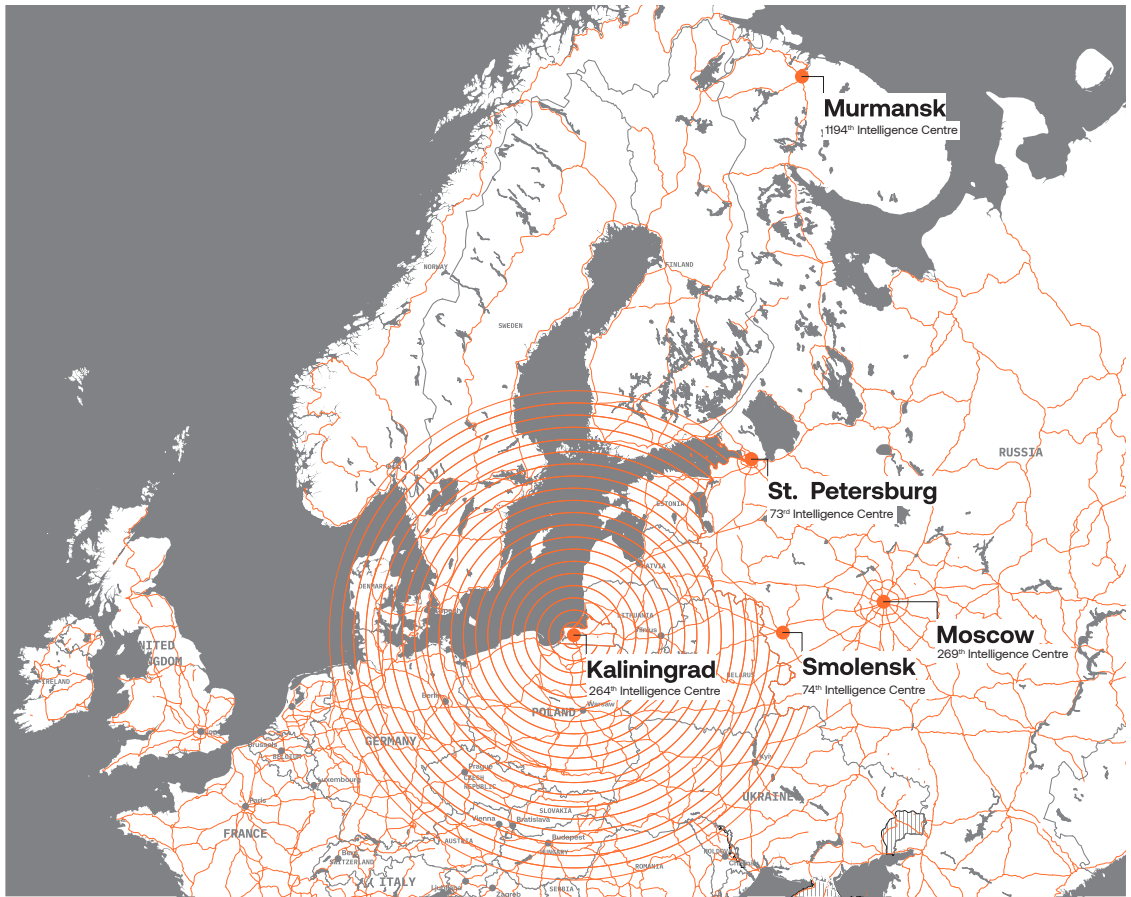 Murmansk
1194th Intelligence Centre
NORWAY
FINLAND
SWEDEN
RUSSIA
St. Petersburg
73rd Intelligence Centre
ESTONIA
LATVIA
DENMARK
LITHUANIA
Moscow
269th Intelligence Centre
UNITED
KINGDOM
IRELAND
Kaliningrad
264th Intelligence Centre
Smolensk
74th Intelligence Centre
BELARUS
Berlin
Warsaw
POLAND
GERMANY
Brussels
BELGIUM
Kyiv
Prague
CZECH
REPUBLIC
Luxembourg
UKRAINE
Paris
SLOVAKIA
Vienna
Bratislava
FRANCE
AUSTRIA
Budapest
HUNGARY
Bern
SWITZERLAND
ROMANIA
ITALY
Ljubljana
Zagreb
SERBIA